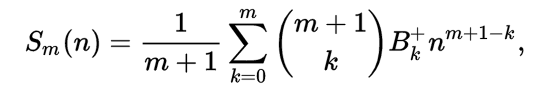 $S_m(n) = \frac{1}{m+1} \sum_{k=0}^{m} \binom{m+1}{k} B_k^+ n^{m+1-k},$